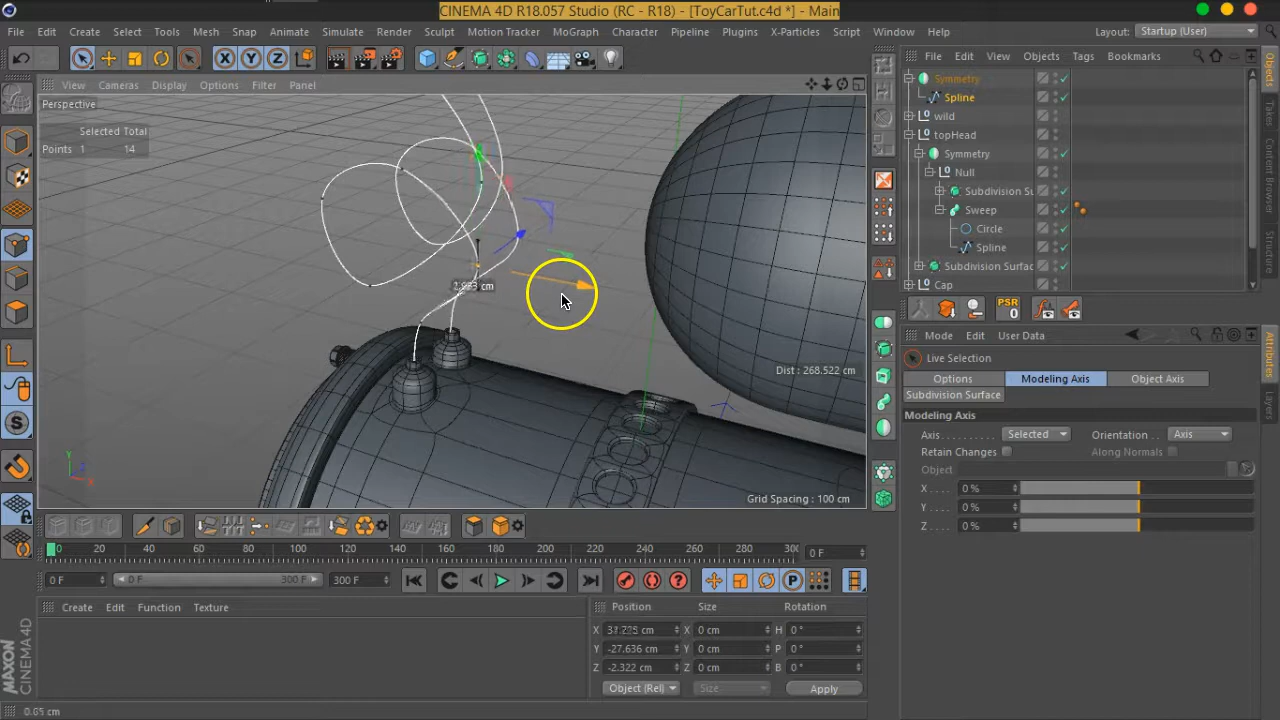 CINEMA 4D R18.057 Studio (RC - R18) - [ToyCarTut.c4d *] - Main
File Edit Create Select Tools Mesh Snap Animate Simulate Render Sculpt Motion Tracker MoGraph Character Pipeline Plugins X-Particles Script Window Help Layout: Startup (User)
X Y Z
View Cameras Display Options Filter Panel
File Edit View Objects Tags Bookmarks
Perspective
Selected Total
Points 1 14
Symmetry
Spline
wild
topHead
Symmetry
Null
Subdivision Su
Sweep
Circle
Spline
Subdivision Surfac
Cap
Objects
Takes
Content Browser
Structure
PSR
0
Dist : 268.522 cm
Y
Z
X
Grid Spacing : 100 cm
Mode Edit User Data
Live Selection
Options Modeling Axis Object Axis
Subdivision Surface
Modeling Axis
Axis Selected Orientation Axis
Retain Changes Along Normals
Object
X 0 %
Y 0 %
Z 0 %
Attributes
Layers
0 20 40 60 80 100 120 140 160 180 200 220 240 260 280 300 0 F
0 F 0 F 300 F 300 F
P
Create Edit Function Texture
Position Size Rotation
X 0 cm H 0 °
Y -27.636 cm Y 0 cm P 0 °
Z -2.322 cm Z 0 cm B 0 °
Object (Rel) Size Apply
MAXON CINEMA 4D